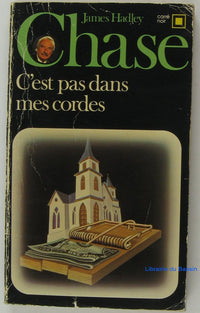 James Hadley
carré
noir
Chase
C'est pas dans
mes cordes